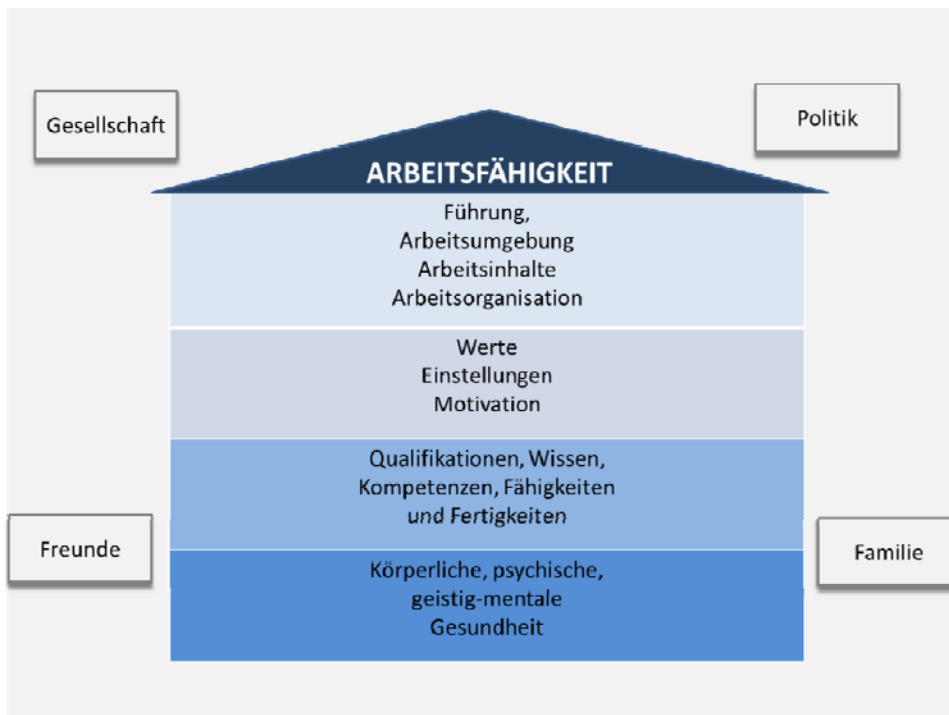 Gesellschaft
Politik
ARBEITSFÄHIGKEIT
Führung,
Arbeitsumgebung
Arbeitsinhalte
Arbeitsorganisation
Werte
Einstellungen
Motivation
Qualifikationen, Wissen,
Kompetenzen, Fähigkeiten
und Fertigkeiten
Freunde
Familie
Körperliche, psychische,
geistig-mentale
Gesundheit